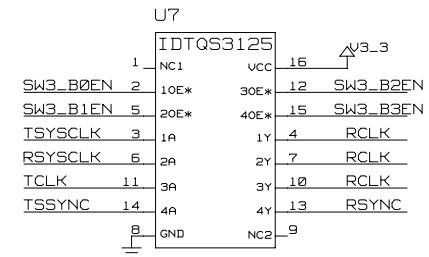 U7
IDTQS3125
1 NC1 VCC 16 V3_3
SW3_B0EN 2 1OE* 3OE* 12 SW3_B2EN
SW3_B1EN 5 2OE* 4OE* 15 SW3_B3EN
TSYSCLK 3 1A 1Y 4 RCLK
RSYSCLK 6 2A 2Y 7 RCLK
TCLK 11 3A 3Y 10 RCLK
TSSYNC 14 4A 4Y 13 RSYNC
8 GND NC2 9